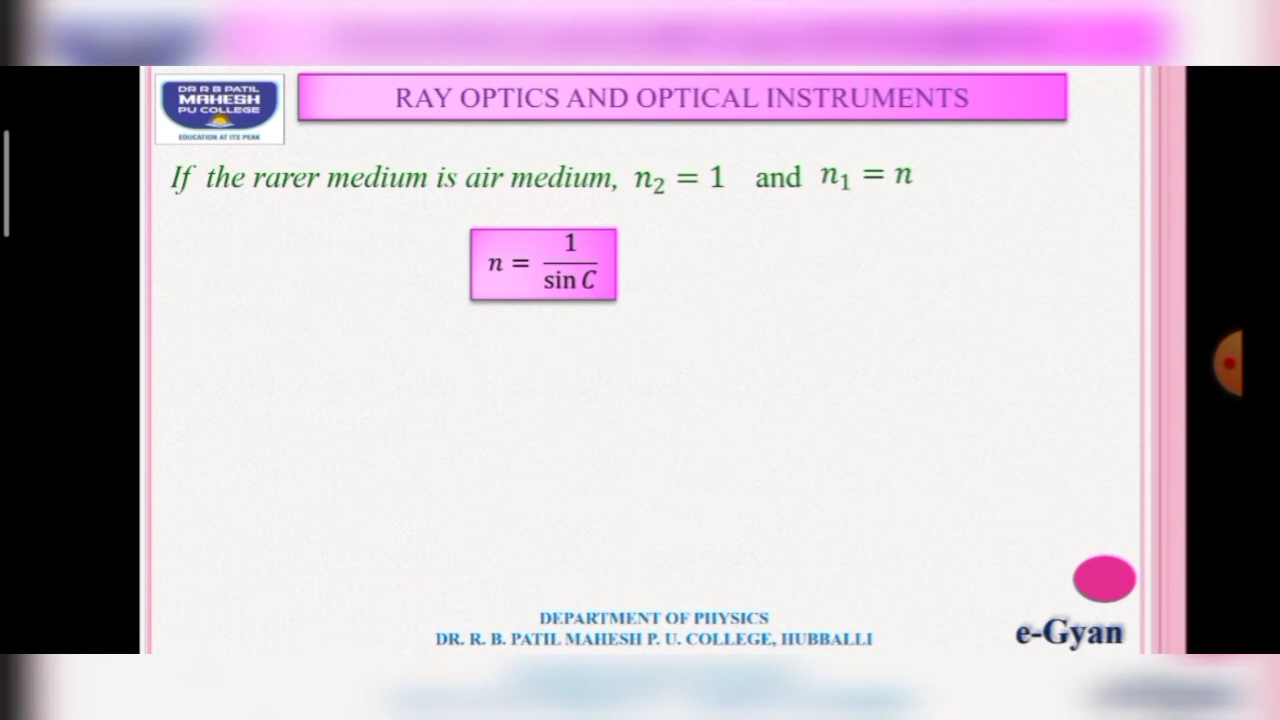 DR R B PATIL
MAHESH
PU COLLEGE
EDUCATION AT ITS PEAK
RAY OPTICS AND OPTICAL INSTRUMENTS
If the rarer medium is air medium, n₂ = 1 and n₁ = n
n = 1 / sin C
DEPARTMENT OF PHYSICS
DR. R. B. PATIL MAHESH P. U. COLLEGE, HUBBALLI
e-Gyan